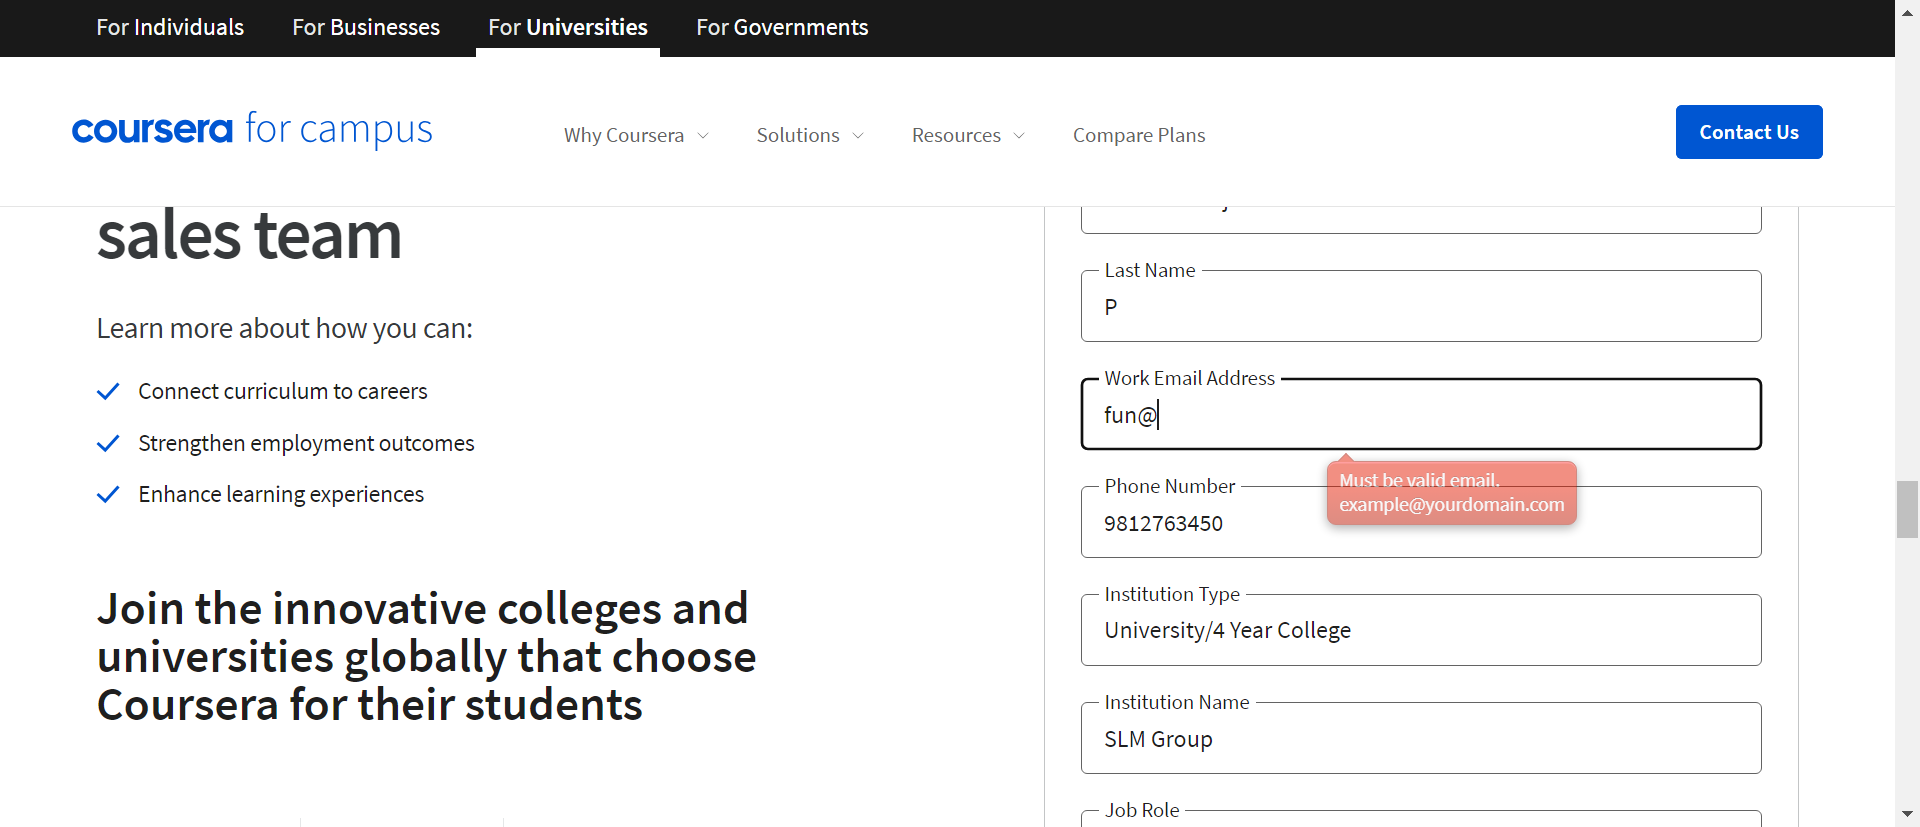 For Individuals For Businesses For Universities For Governments
coursera for campus Why Coursera Solutions Resources Compare Plans Contact Us
sales team
Learn more about how you can:
Connect curriculum to careers
Strengthen employment outcomes
Enhance learning experiences
Join the innovative colleges and
universities globally that choose
Coursera for their students
Last Name
P
Work Email Address
fun@
Must be valid email.
example@yourdomain.com
Phone Number
9812763450
Institution Type
University/4 Year College
Institution Name
SLM Group
Job Role